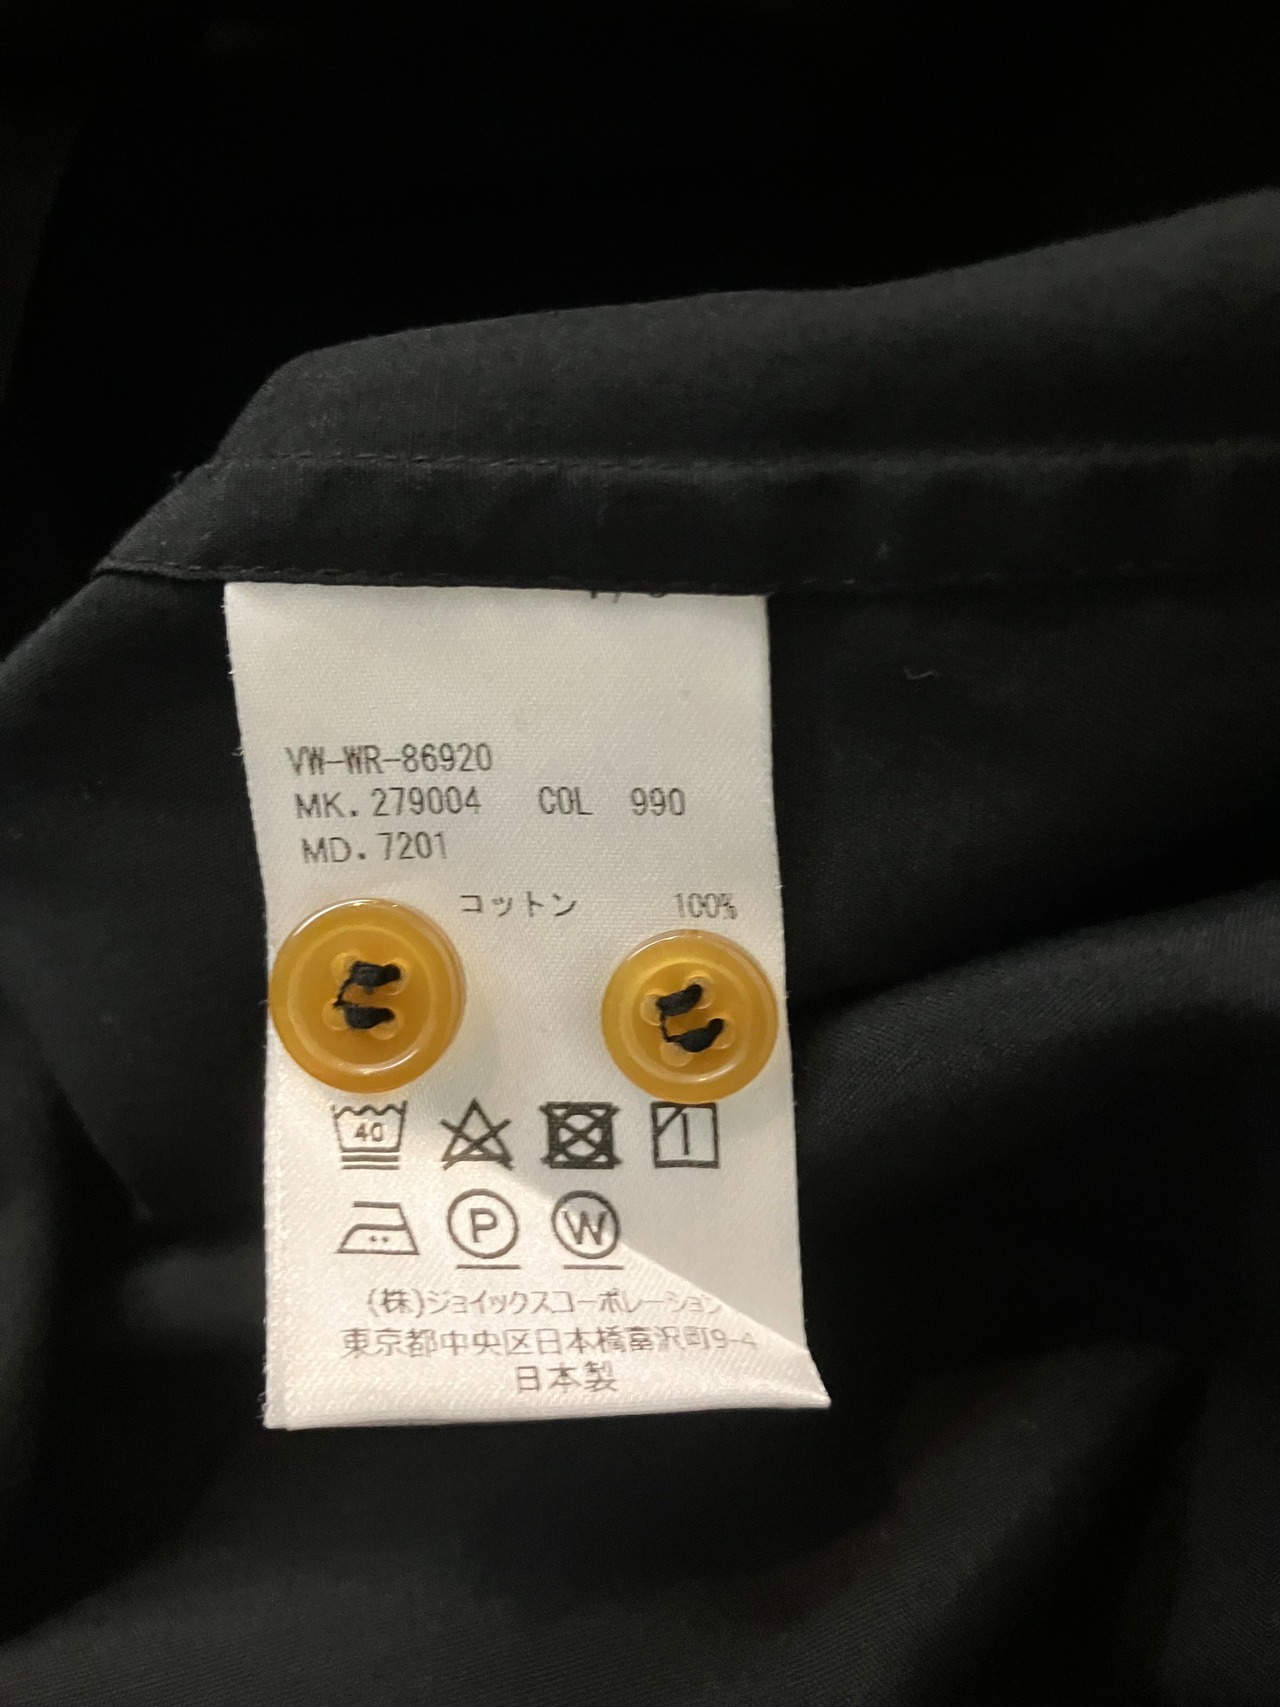 VW-WR-86920
MK.279004 COL 990
MD.7201
コットン 100%
40
P W
(株)ジョイックスコーポレーション
東京都中央区日本橋富沢町9-4
日本製